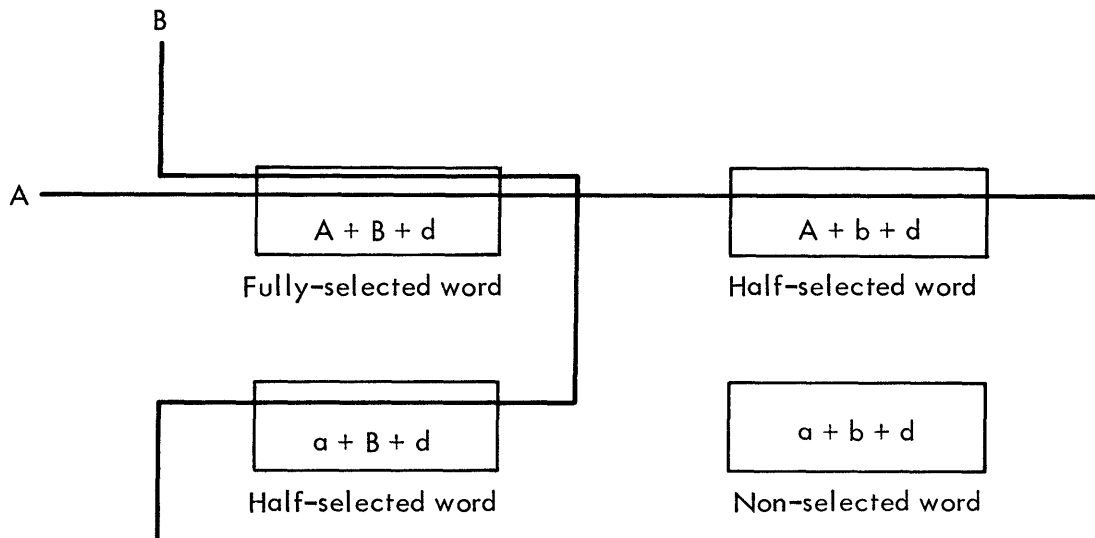 B
A
A + B + d
A + b + d
Fully-selected word
Half-selected word
a + B + d
a + b + d
Half-selected word
Non-selected word